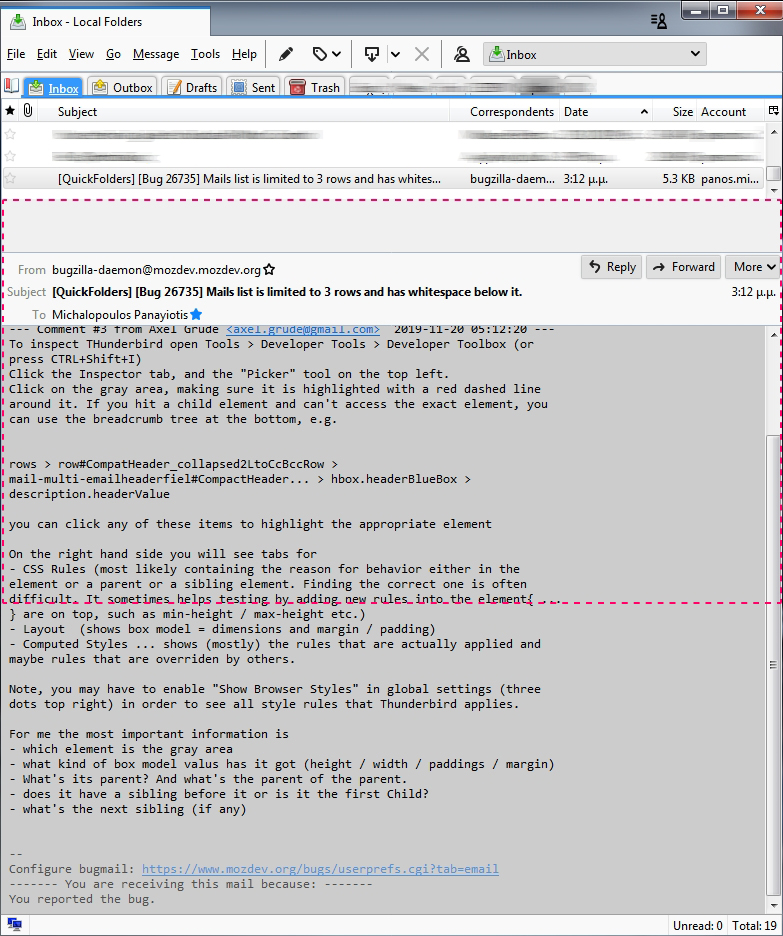 Inbox - Local Folders
File Edit View Go Message Tools Help Inbox
Inbox Outbox Drafts Sent Trash
Subject Correspondents Date Size Account
[QuickFolders] [Bug 26735] Mails list is limited to 3 rows and has whites... bugzilla-daem... 3:12 μ.μ. 5.3 KB panos.mi...
From bugzilla-daemon@mozdev.mozdev.org Reply Forward More
Subject [QuickFolders] [Bug 26735] Mails list is limited to 3 rows and has whitespace below it. 3:12 μ.μ.
To Michalopoulos Panayiotis
--- Comment #3 from Axel Grude <axel.grude@gmail.com> 2019-11-20 05:12:20 ---
To inspect THunderbird open Tools > Developer Tools > Developer Toolbox (or
press CTRL+Shift+I)
Click the Inspector tab, and the "Picker" tool on the top left.
Click on the gray area, making sure it is highlighted with a red dashed line
around it. If you hit a child element and can't access the exact element, you
can use the breadcrumb tree at the bottom, e.g.
rows > row#CompatHeader_collapsed2LtoCcBccRow >
mail-multi-emailheaderfiel#CompactHeader... > hbox.headerBlueBox >
description.headerValue
you can click any of these items to highlight the appropriate element
On the right hand side you will see tabs for
- CSS Rules (most likely containing the reason for behavior either in the
element or a parent or a sibling element. Finding the correct one is often
difficult. It sometimes helps testing by adding new rules into the element{ ...
} are on top, such as min-height / max-height etc.)
- Layout (shows box model = dimensions and margin / padding)
- Computed Styles ... shows (mostly) the rules that are actually applied and
maybe rules that are overriden by others.
Note, you may have to enable "Show Browser Styles" in global settings (three
dots top right) in order to see all style rules that Thunderbird applies.
For me the most important information is
- which element is the gray area
- what kind of box model valus has it got (height / width / paddings / margin)
- What's its parent? And what's the parent of the parent.
- does it have a sibling before it or is it the first Child?
- what's the next sibling (if any)
--
Configure bugmail: https://www.mozdev.org/bugs/userprefs.cgi?tab=email
------- You are receiving this mail because: -------
You reported the bug.
Unread: 0 Total: 19